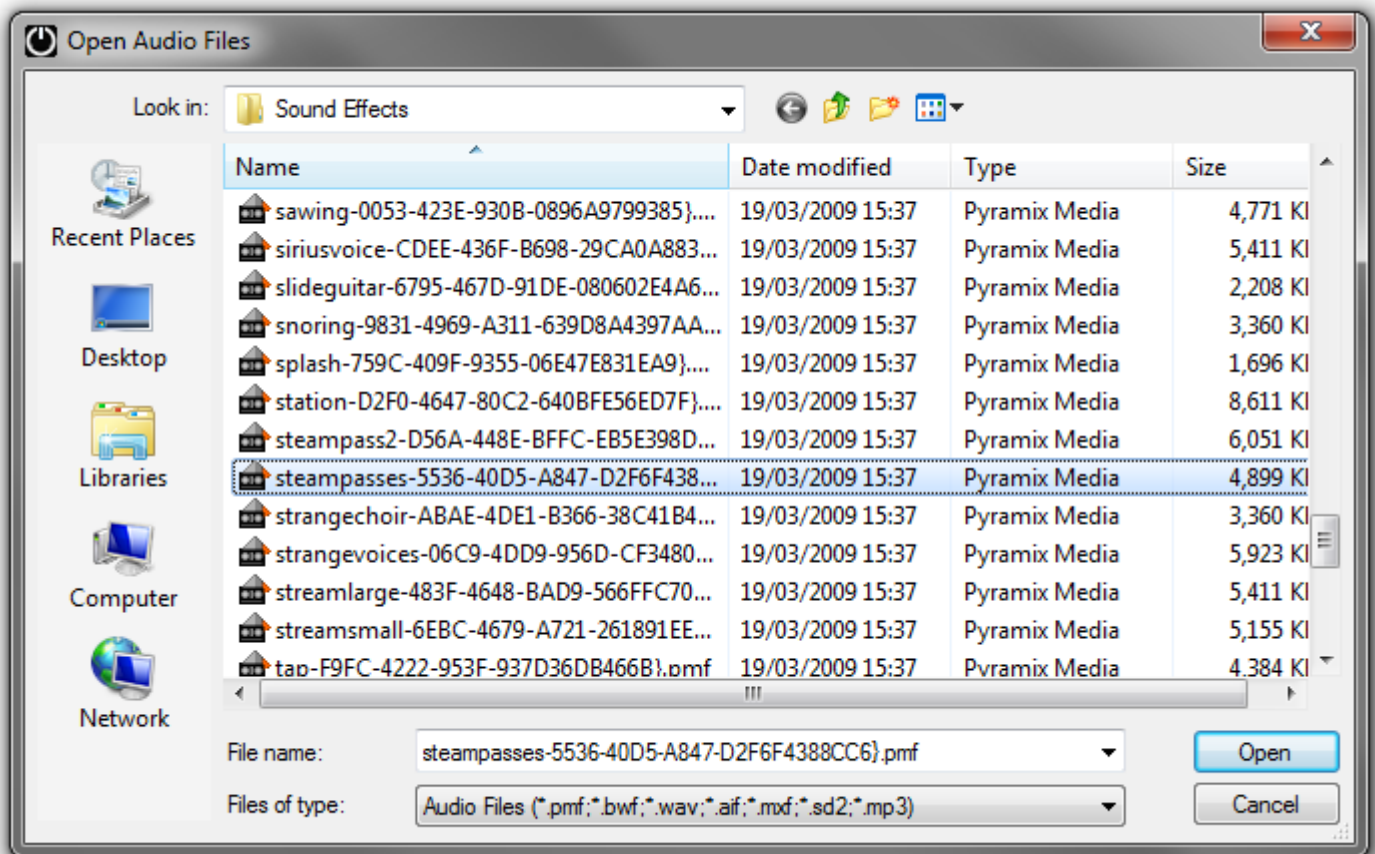 Open Audio Files
Look in: Sound Effects
Name Date modified Type Size
sawing-0053-423E-930B-0896A9799385}.... 19/03/2009 15:37 Pyramix Media 4,771 KI
siriusvoice-CDEE-436F-B698-29CA0A883... 19/03/2009 15:37 Pyramix Media 5,411 KI
slideguitar-6795-467D-91DE-080602E4A6... 19/03/2009 15:37 Pyramix Media 2,208 KI
snoring-9831-4969-A311-639D8A4397AA... 19/03/2009 15:37 Pyramix Media 3,360 KI
splash-759C-409F-9355-06E47E831EA9}.... 19/03/2009 15:37 Pyramix Media 1,696 KI
station-D2F0-4647-80C2-640BFE56ED7F}.... 19/03/2009 15:37 Pyramix Media 8,611 KI
steampass2-D56A-448E-BFFC-EB5E398D... 19/03/2009 15:37 Pyramix Media 6,051 KI
steampasses-5536-40D5-A847-D2F6F438... 19/03/2009 15:37 Pyramix Media 4,899 KI
strangechoir-ABAE-4DE1-B366-38C41B4... 19/03/2009 15:37 Pyramix Media 3,360 KI
strangevoices-06C9-4DD9-956D-CF3480... 19/03/2009 15:37 Pyramix Media 5,923 KI
streamlarge-483F-4648-BAD9-566FFC70... 19/03/2009 15:37 Pyramix Media 5,411 KI
streamsmall-6EBC-4679-A721-261891EE... 19/03/2009 15:37 Pyramix Media 5,155 KI
tap-F9FC-4222-953F-937D36DB466B}.pmf 19/03/2009 15:37 Pyramix Media 4,384 KI
Recent Places
Desktop
Libraries
Computer
Network
File name: steampasses-5536-40D5-A847-D2F6F4388CC6}.pmf Open
Files of type: Audio Files (*.pmf;*.bwf;*.wav;*.aif;*.mxf;*.sd2;*.mp3) Cancel